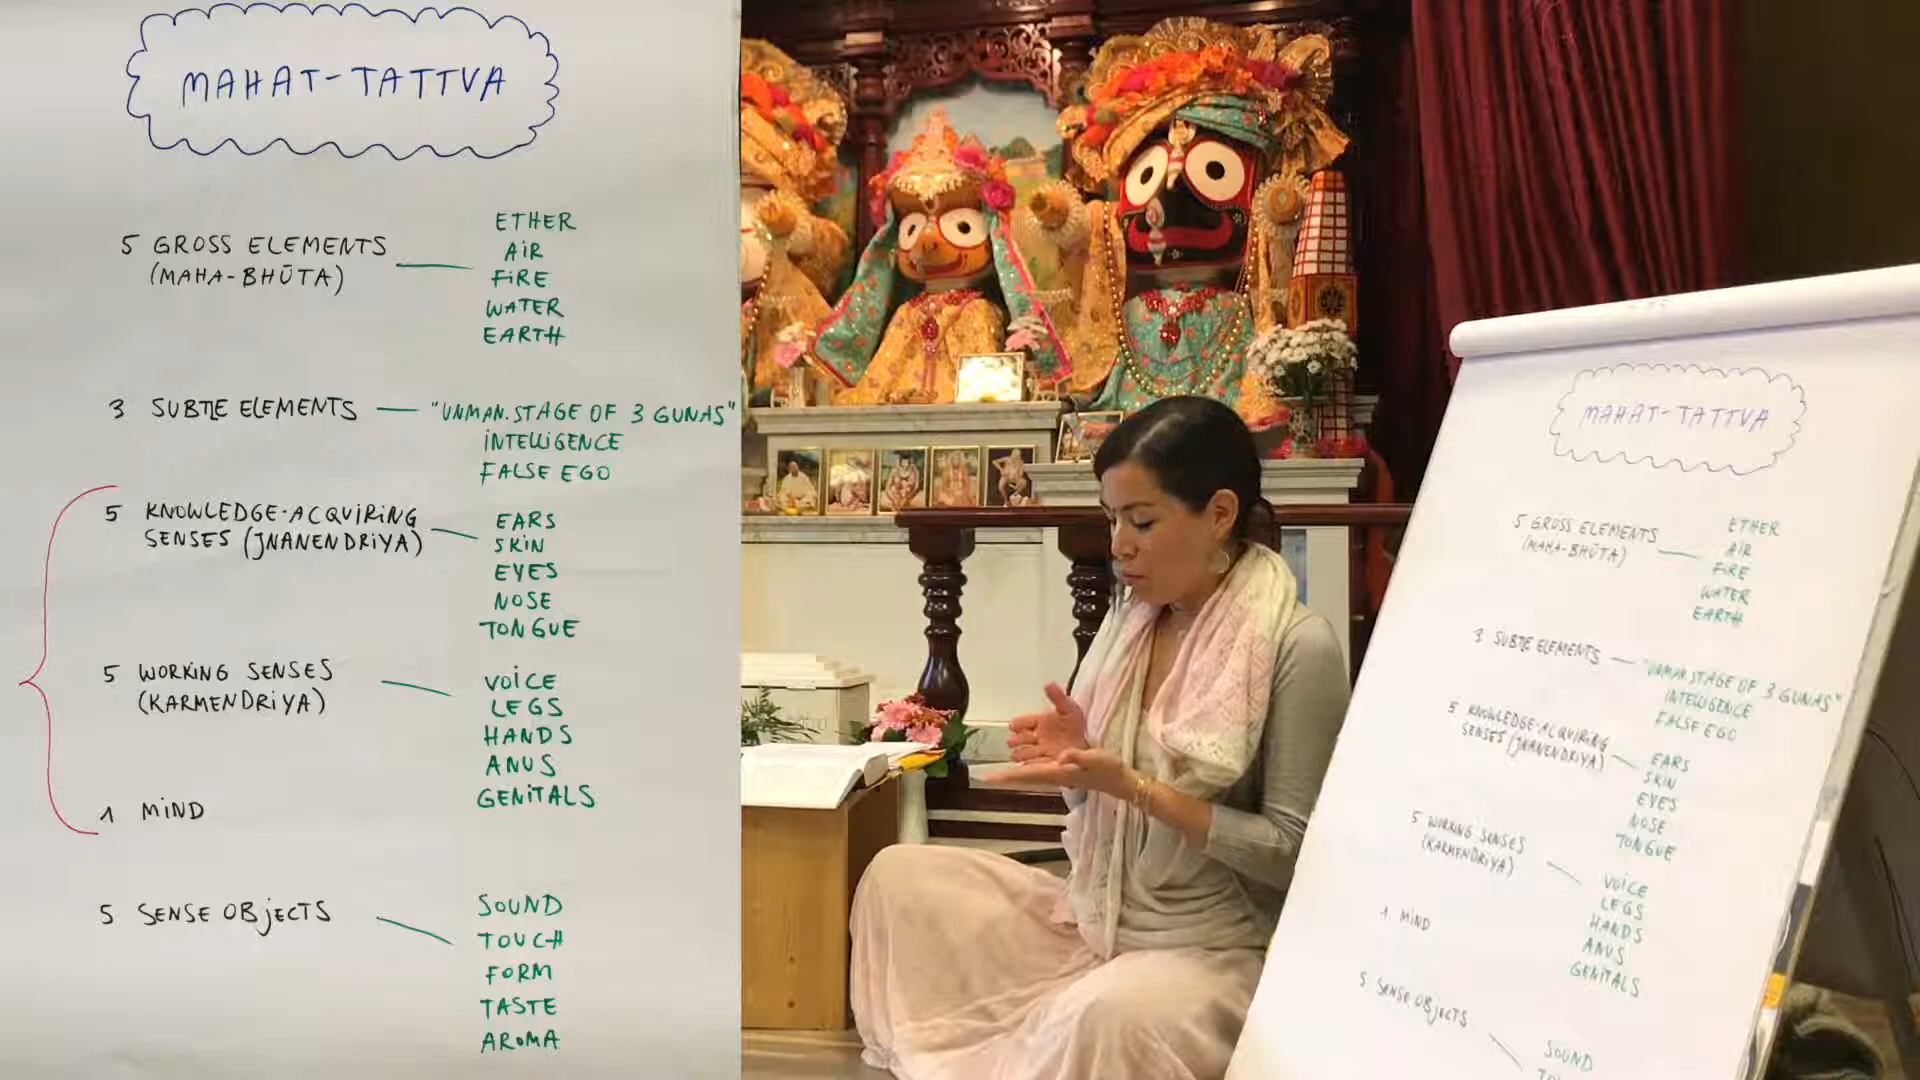 MAHAT-TATTVA
5 GROSS ELEMENTS
(MAHA-BHŪTA)
ETHER
AIR
FIRE
WATER
EARTH
3 SUBTLE ELEMENTS
"UNMAN. STAGE OF 3 GUNAS"
INTELLIGENCE
FALSE EGO
5 KNOWLEDGE-ACQVIRING
SENSES (JNANENDRIYA)
EARS
SKIN
EYES
NOSE
TONGUE
5 WORKING SENSES
(KARMENDRIYA)
VOICE
LEGS
HANDS
ANUS
GENITALS
1 MIND
5 SENSE OBJECTS
SOUND
TOUCH
FORM
TASTE
AROMA
MAHAT-TATTVA
5 GROSS ELEMENTS
(MAHA-BHŪTA)
ETHER
AIR
FIRE
WATER
EARTH
3 SUBTLE ELEMENTS
"UNMAN. STAGE OF 3 GUNAS"
INTELLIGENCE
FALSE EGO
5 KNOWLEDGE-ACQVIRING
SENSES (JNANENDRIYA)
EARS
SKIN
EYES
NOSE
TONGUE
5 WORKING SENSES
(KARMENDRIYA)
VOICE
LEGS
HANDS
ANUS
GENITALS
1 MIND
5 SENSE OBJECTS
SOUND